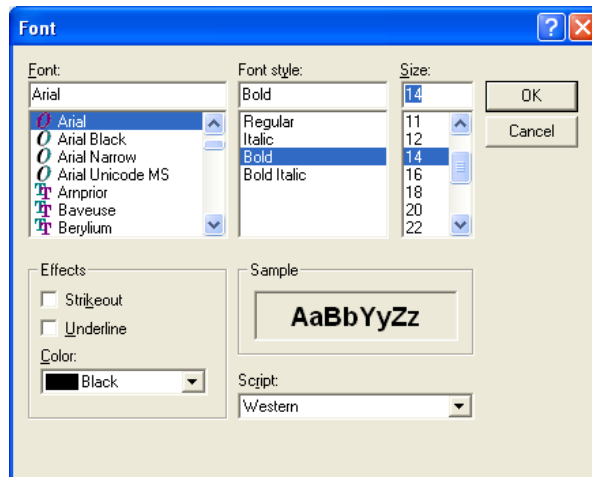 Font
Font: Font style: Size:
Arial Bold 14 OK
Arial Regular 11
Arial Black Italic 12 Cancel
Arial Narrow Bold 14
Arial Unicode MS Bold Italic 16
Arnprior 18
Baveuse 20
Berylium 22
Effects Sample
Strikeout
AaBbYyZz
Underline
Color:
Black Script:
Western